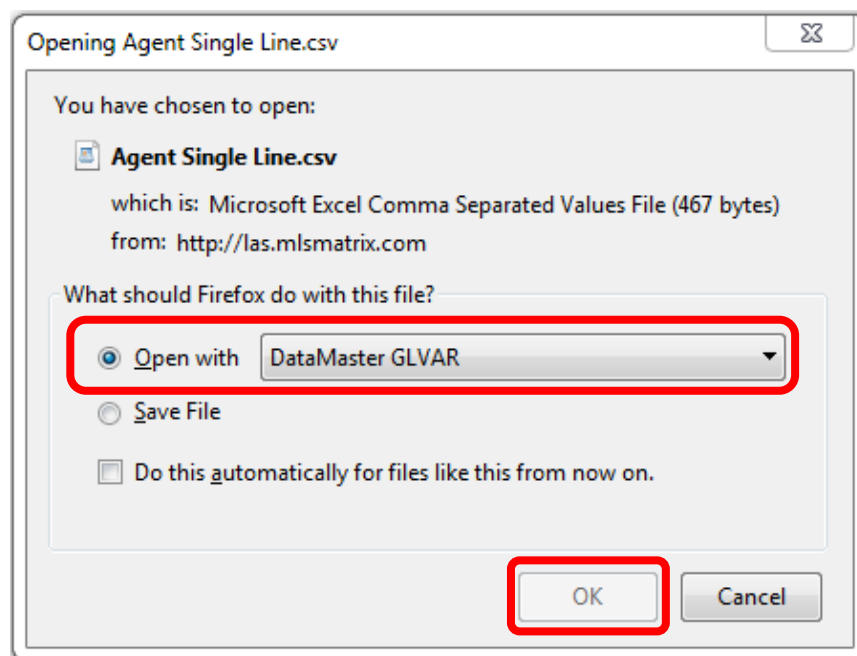 Opening Agent Single Line.csv
You have chosen to open:
Agent Single Line.csv
which is: Microsoft Excel Comma Separated Values File (467 bytes)
from: http://las.mlsmatrix.com
What should Firefox do with this file?
Open with DataMaster GLVAR
Save File
Do this automatically for files like this from now on.
OK Cancel